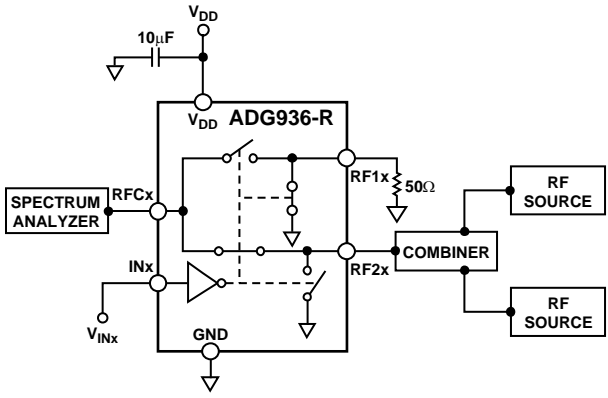 VDD
10μF
VDD
ADG936-R
RFCx
RF1x
50Ω
SPECTRUM
ANALYZER
RF
SOURCE
COMBINER
INx
RF2x
VINx
GND
RF
SOURCE